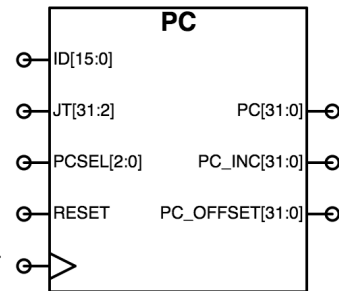 PC
ID[15:0]
JT[31:2] PC[31:0]
PCSEL[2:0] PC_INC[31:0]
RESET PC_OFFSET[31:0]